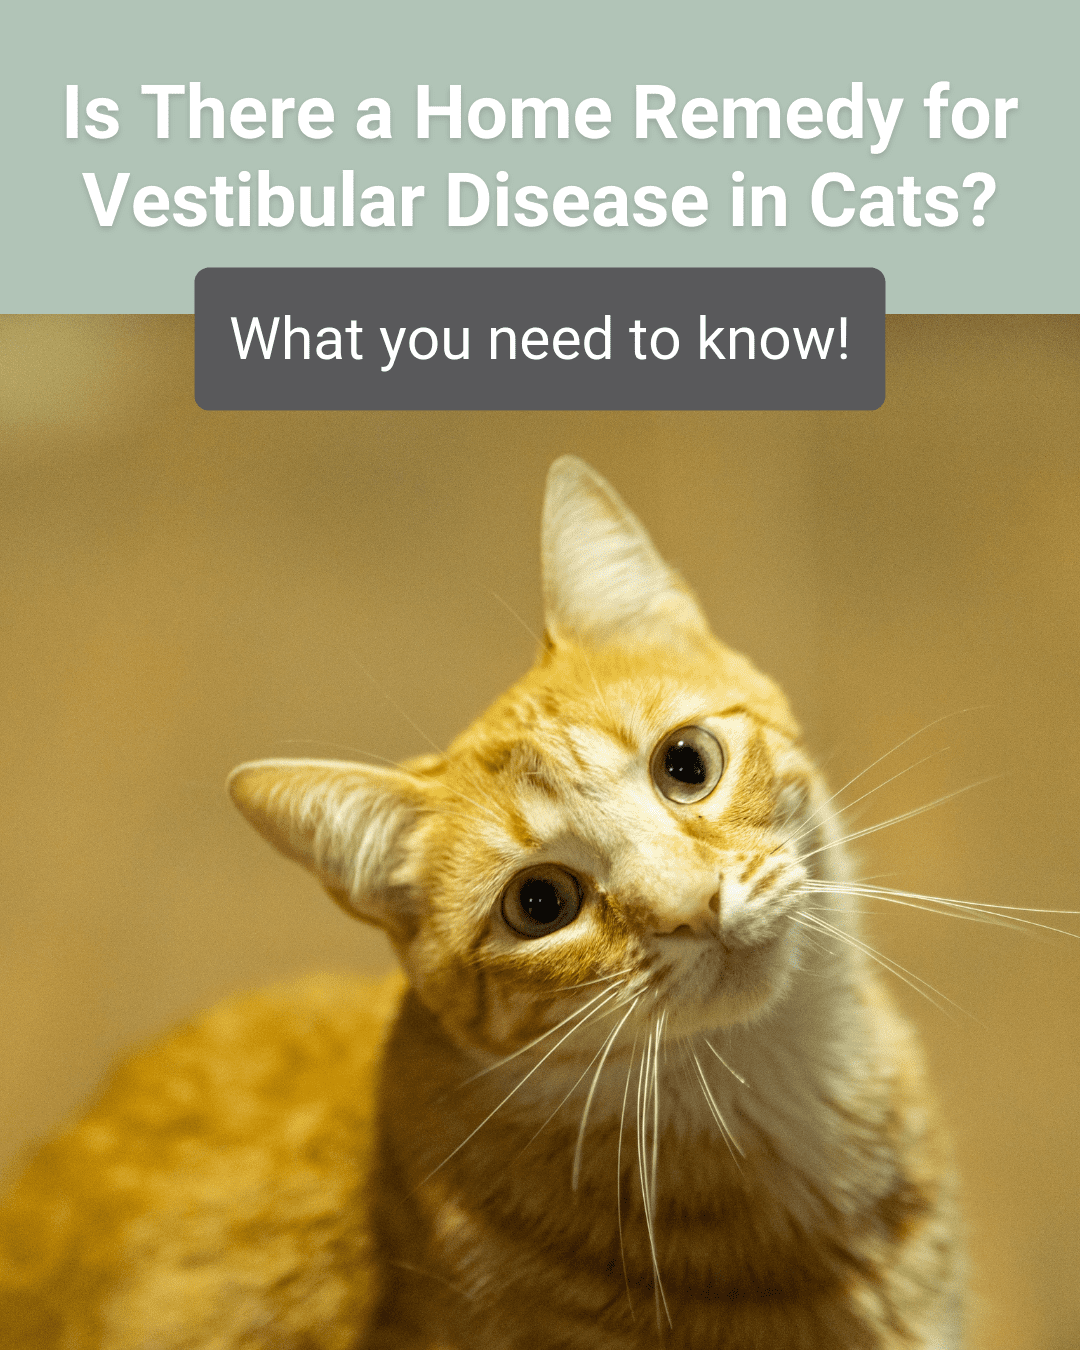 Is There a Home Remedy for
Vestibular Disease in Cats?
What you need to know!